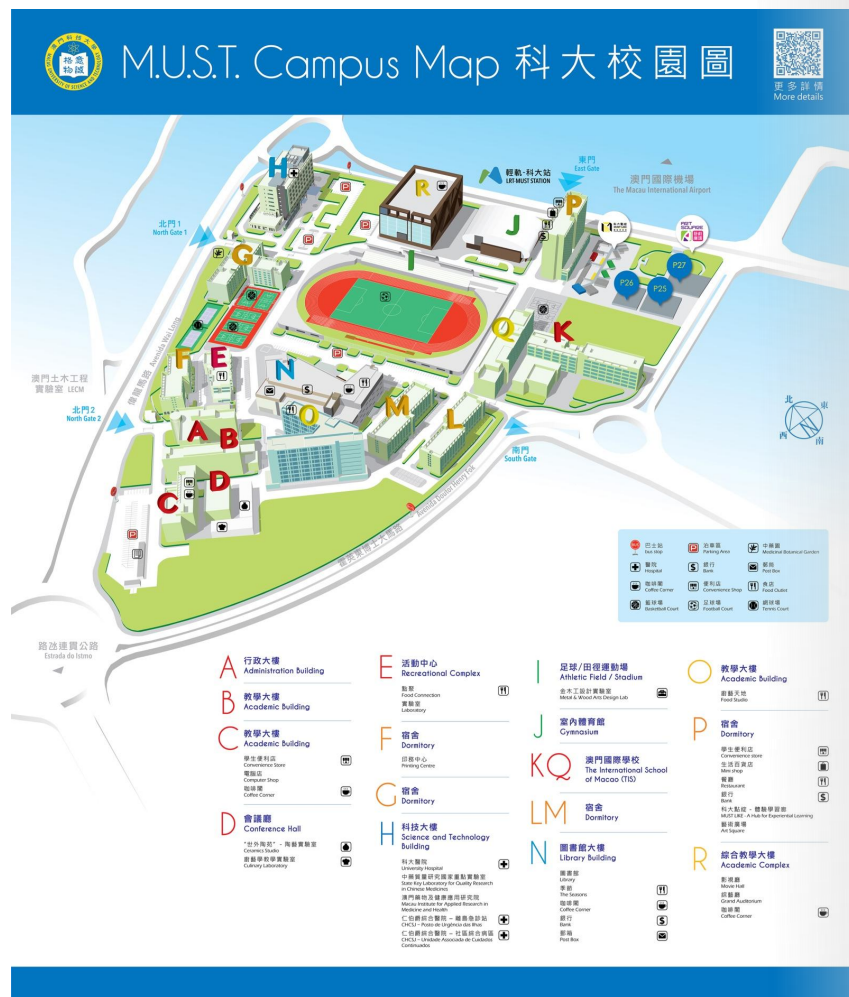 M.U.S.T. Campus Map 科大校園圖
更多詳情
More details
輕軌·科大站
LRT-MUST STATION
東門
East Gate
澳門國際機場
The Macau International Airport
北門1
North Gate 1
H
R
P
J
I
G
P27
P26
P25
Q
K
F
E
N
O
M
L
A
B
C
D
偉龍馬路 Avenida Wai Long
澳門土木工程
實驗室 LECM
北門2
North Gate 2
南門
South Gate
Avenida Doutor Henry Fok
北
東
西
南
路氹連貫公路
Estrada do Istmo
巴士站
bus stop
泊車區
Parking Area
中藥園
Medicinal Botanical Garden
醫院
Hospital
銀行
Bank
郵箱
Post Box
咖啡閣
Coffee Corner
便利店
Convenience Shop
食店
Food Outlet
籃球場
Basketball Court
足球場
Football Court
網球場
Tennis Court
A 行政大樓
Administration Building
B 教學大樓
Academic Building
C 教學大樓
Academic Building
學生便利店
Convenience Store
電腦店
Computer Shop
咖啡閣
Coffee Corner
D 會議廳
Conference Hall
"世外陶苑" - 陶藝實驗室
Ceramics Studio
廚藝學教學實驗室
Culinary Laboratory
E 活動中心
Recreational Complex
點聚
Food Connection
實驗室
Laboratory
F 宿舍
Dormitory
印務中心
Printing Centre
G 宿舍
Dormitory
H 科技大樓
Science and Technology
Building
科大醫院
University Hospital
中藥質量研究國家重點實驗室
State Key Laboratory for Quality Research
in Chinese Medicines
澳門藥物及健康應用研究院
Macau Institute for Applied Research in
Medicine and Health
仁伯爵綜合醫院 – 離島急診站
CHCSJ – Posto de Urgência das Ilhas
仁伯爵綜合醫院 – 社區綜合病區
CHCSJ – Unidade Associada de Cuidados
Continuados
I 足球/田徑運動場
Athletic Field / Stadium
金木工設計實驗室
Metal & Wood Arts Design Lab
J 室內體育館
Gymnasium
KQ 澳門國際學校
The International School
of Macao (TIS)
LM 宿舍
Dormitory
N 圖書館大樓
Library Building
圖書館
Library
季節
The Seasons
咖啡閣
Coffee Corner
銀行
Bank
郵箱
Post Box
O 教學大樓
Academic Building
廚藝天地
Food Studio
P 宿舍
Dormitory
學生便利店
Convenience store
生活百貨店
Mini shop
餐廳
Restaurant
銀行
Bank
科大點綻 - 體驗學習廊
MUST LIKE - A Hub for Experiential Learning
藝術廣場
Art Square
R 綜合教學大樓
Academic Complex
影視廳
Movie Hall
綜藝廳
Grand Auditorium
咖啡閣
Coffee Corner